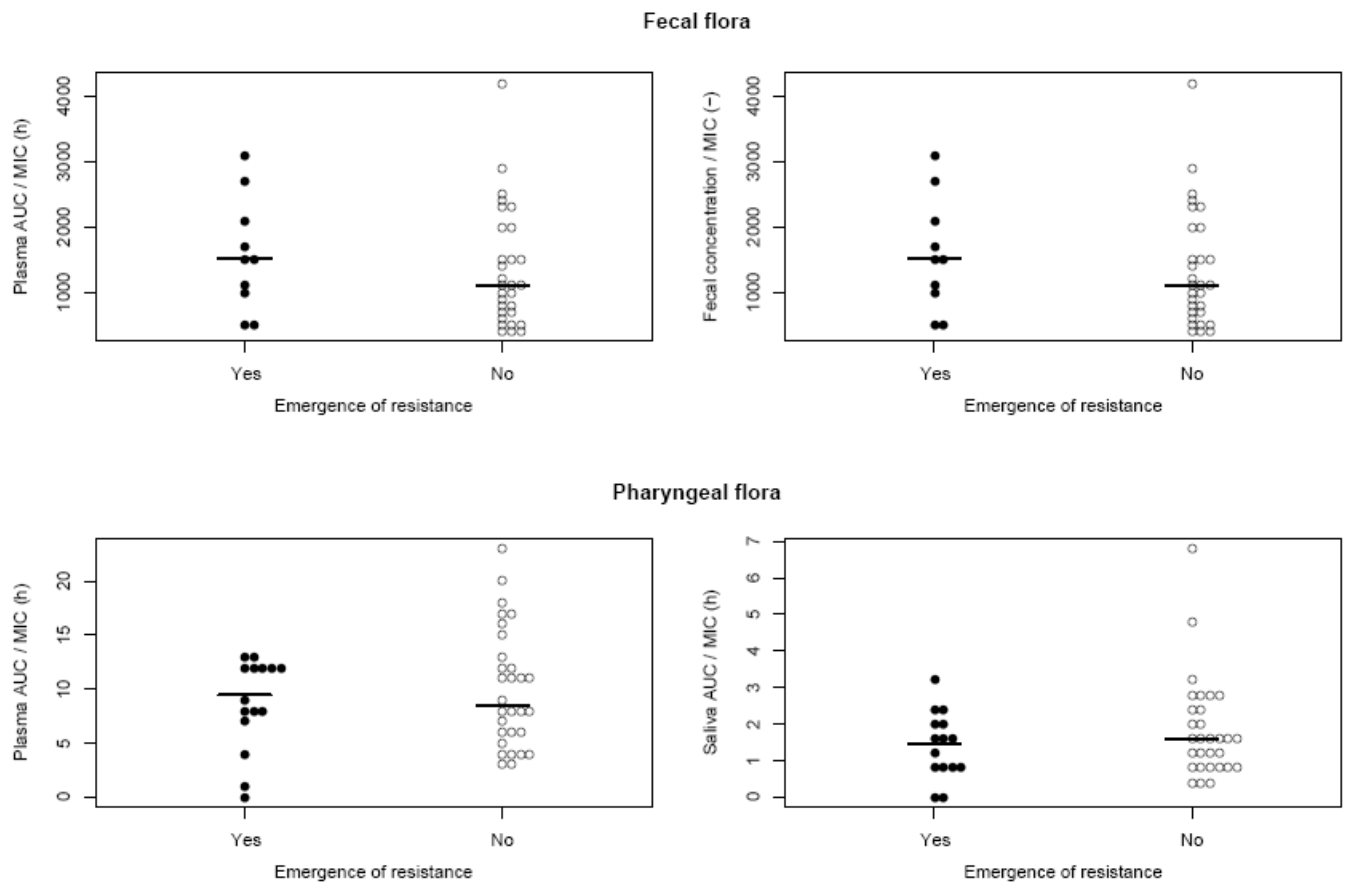 Fecal flora
Plasma AUC / MIC (h)
4000
3000
2000
1000
Yes
No
Emergence of resistance
Fecal concentration / MIC (−)
4000
3000
2000
1000
Yes
No
Emergence of resistance
Pharyngeal flora
Plasma AUC / MIC (h)
20
15
10
5
0
Yes
No
Emergence of resistance
Saliva AUC / MIC (h)
7
6
5
4
3
2
1
0
Yes
No
Emergence of resistance